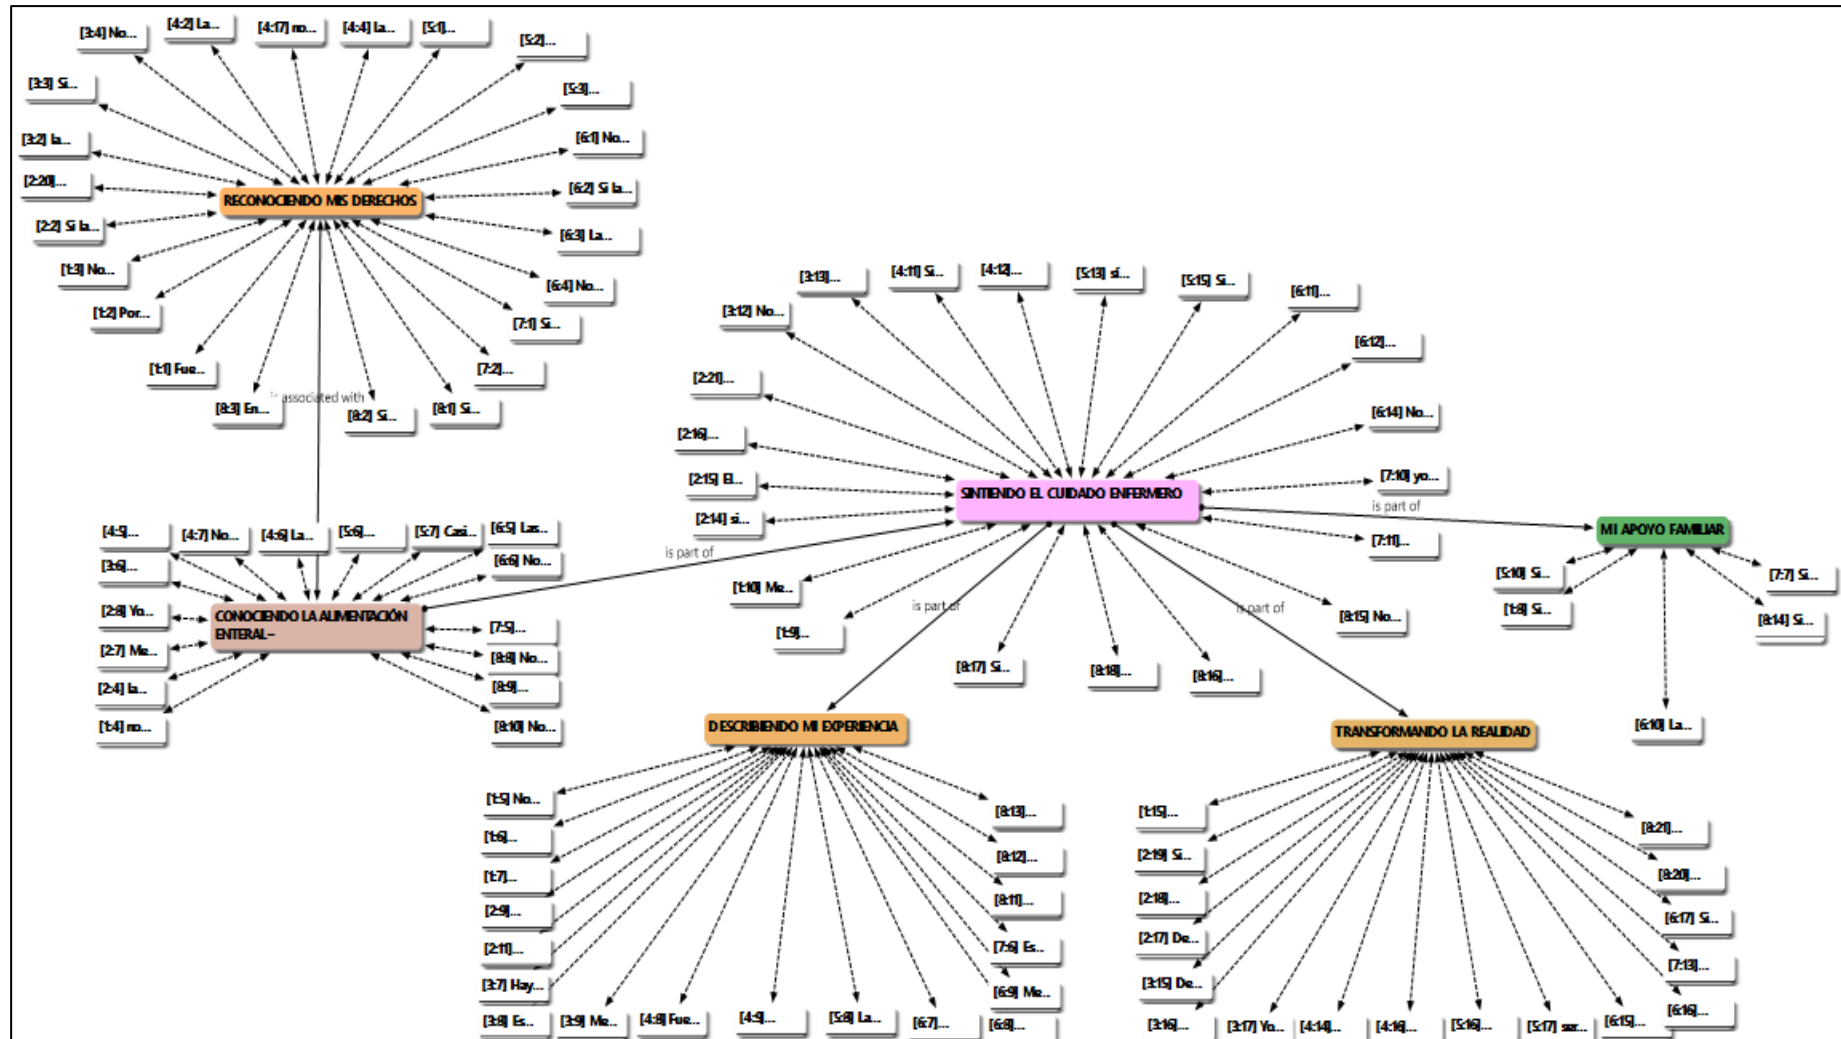 [3:4] No...
[4:2] La...
[4:17] no...
[4:4] la...
[5:1]...
[5:2]...
[3:3] Si...
[5:3]...
[3:2] la...
[6:1] No...
[2:20]...
[6:2] Si la...
RECONOCIENDO MIS DERECHOS
[2:2] Si la...
[6:3] La...
[1:3] No...
[6:4] No...
[1:2] Por...
[7:1] Si...
[1:1] Fue...
[7:2]...
[8:3] En...
[8:2] Si...
[8:1] Si...
is associated with
[3:13]...
[4:11] Si...
[4:12]...
[5:13] sí...
[5:15] Si...
[6:11]...
[3:12] No...
[6:12]...
[2:21]...
[6:14] No...
[2:16]...
[2:15] El...
[7:10] yo...
SINTIENDO EL CUIDADO ENFERMERO
[2:14] si...
[7:11]...
[1:10] Me...
[1:9]...
[8:15] No...
[8:17] Si...
[8:18]...
[8:16]...
is part of
is part of
is part of
is part of
MI APOYO FAMILIAR
[5:10] Si...
[7:7] Si...
[1:8] Si...
[8:14] Si...
[6:10] La...
[4:5]...
[4:7] No...
[4:6] La...
[5:6]...
[5:7] Casi...
[6:5] Las...
[3:6]...
[6:6] No...
[2:8] Yo...
CONOCIENDO LA ALIMENTACIÓN
ENTERAL~
[7:5]...
[2:7] Me...
[8:8] No...
[2:4] la...
[8:9]...
[1:4] no...
[8:10] No...
DESCRIBIENDO MI EXPERIENCIA
[1:5] No...
[8:13]...
[1:6]...
[8:12]...
[1:7]...
[8:11]...
[2:9]...
[2:11]...
[7:6] Es...
[3:7] Hay...
[6:9] Me...
[3:8] Es...
[3:9] Me...
[4:8] Fue...
[4:9]...
[5:8] La...
[6:7]...
[6:8]...
TRANSFORMANDO LA REALIDAD
[1:15]...
[8:21]...
[2:19] Si...
[8:20]...
[2:18]...
[6:17] Si...
[2:17] De...
[7:13]...
[3:15] De...
[6:16]...
[3:16]...
[3:17] Yo...
[4:14]...
[4:16]...
[5:16]...
[5:17] ser...
[6:15]...